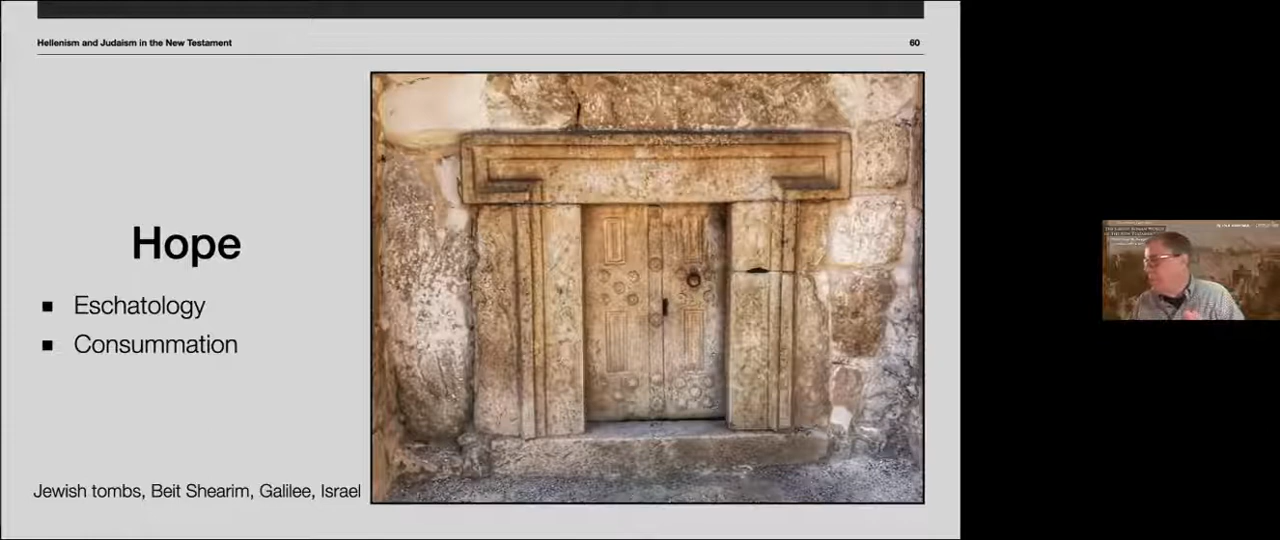 Hellenism and Judaism in the New Testament
60
Hope
Eschatology
Consummation
Jewish tombs, Beit Shearim, Galilee, Israel